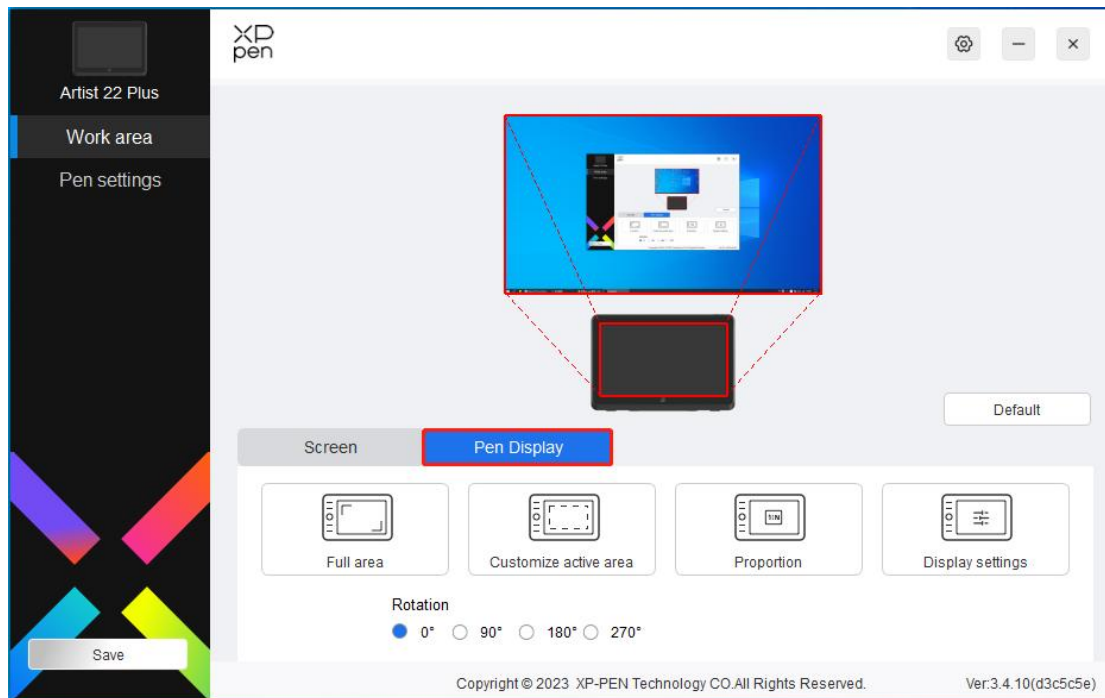 XP
pen
Artist 22 Plus
Work area
Pen settings
Default
Screen
Pen Display
1:N
Full area
Customize active area
Proportion
Display settings
Rotation
0° 90° 180° 270°
Save
Copyright © 2023 XP-PEN Technology CO.All Rights Reserved.
Ver:3.4.10(d3c5c5e)